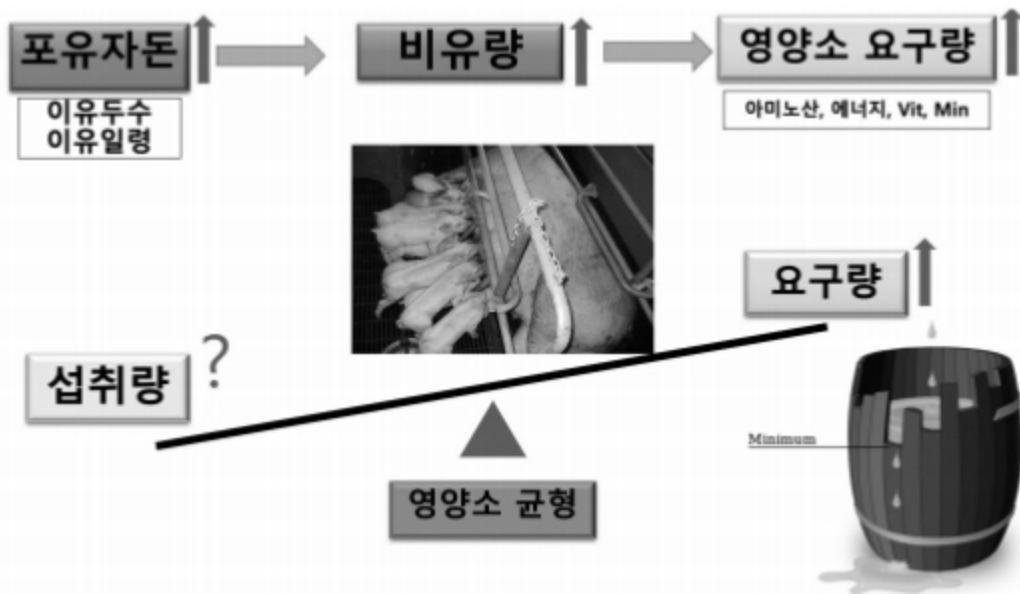 포유자돈
비유량
영양소 요구량
이유두수
이유일령
아미노산, 에너지, Vit, Min
요구량
섭취량 ?
Minimum
영양소 균형